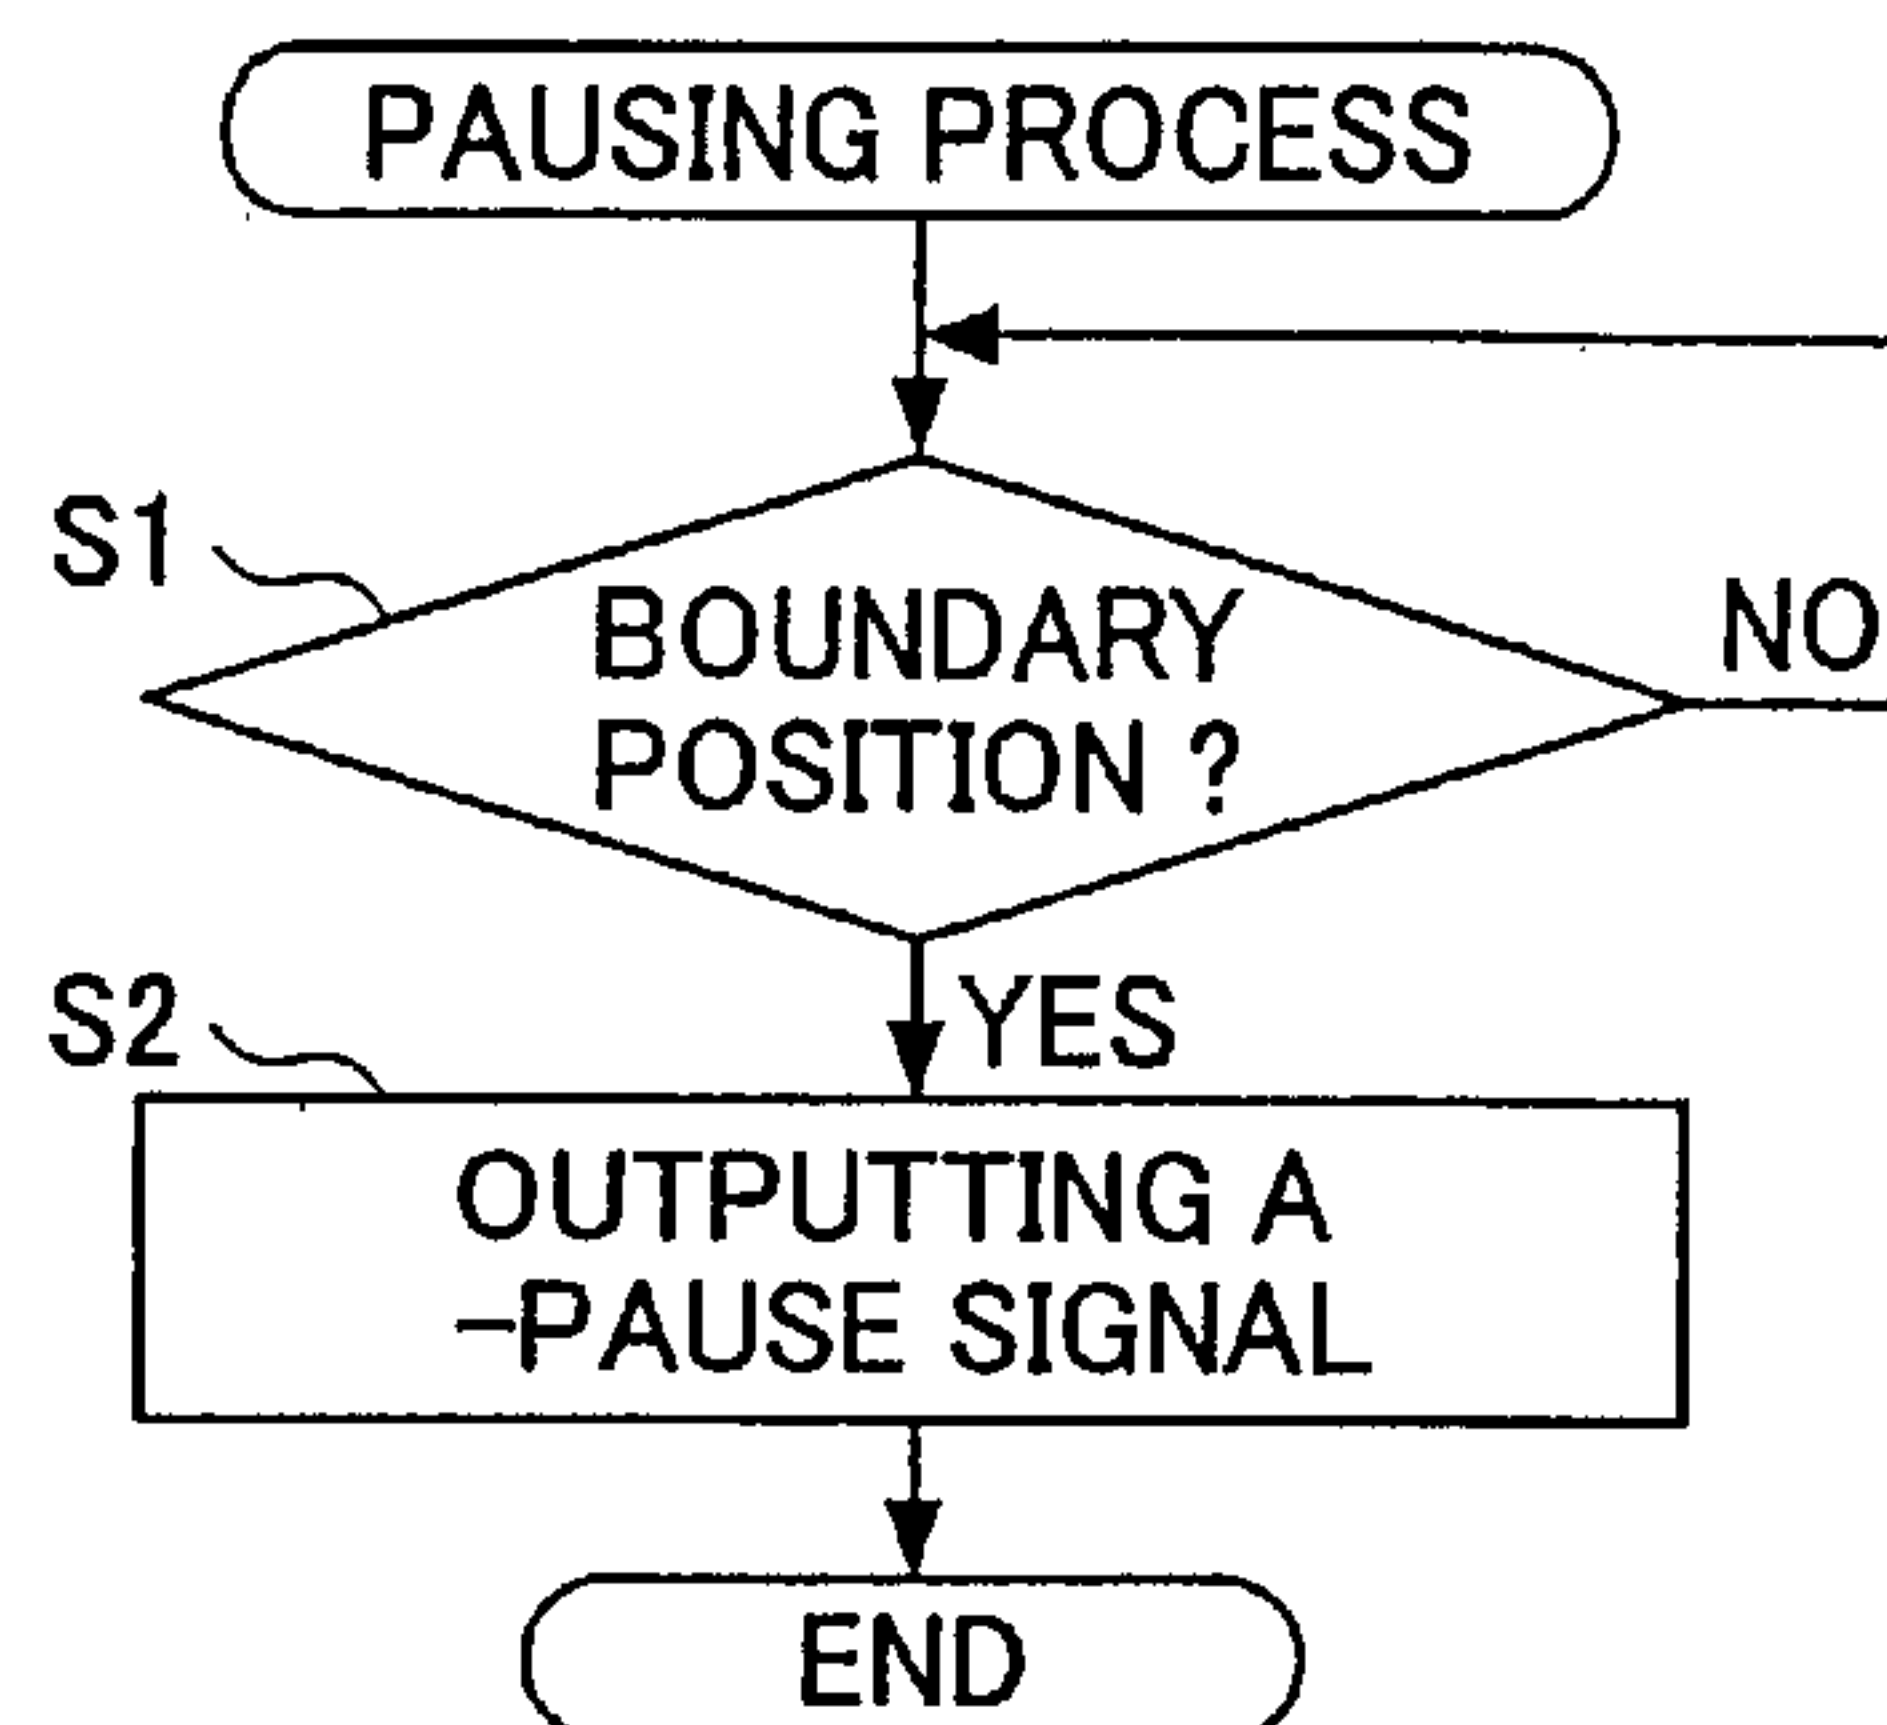 PAUSING PROCESS
S1
BOUNDARY
POSITION ?
NO
YES
S2
OUTPUTTING A
-PAUSE SIGNAL
END